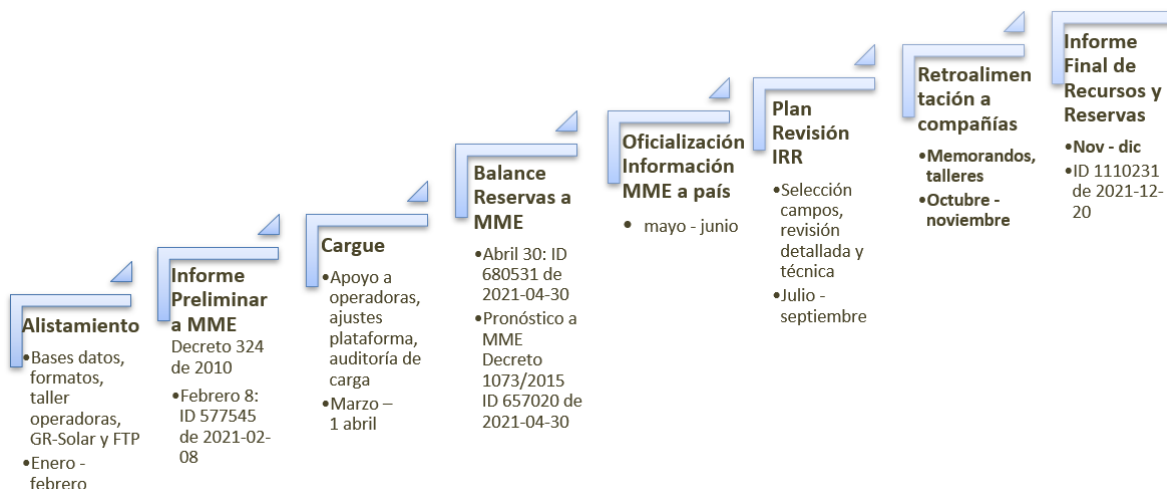 Alistamiento
•Bases datos,
formatos,
taller
operadoras,
GR-Solar y FTP
•Enero -
febrero
Informe
Preliminar
a MME
Decreto 324
de 2010
•Febrero 8:
ID 577545
de 2021-02-
08
Cargue
•Apoyo a
operadoras,
ajustes
plataforma,
auditoría de
carga
•Marzo –
1 abril
Balance
Reservas a
MME
•Abril 30: ID
680531 de
2021-04-30
•Pronóstico a
MME
Decreto
1073/2015
ID 657020 de
2021-04-30
Oficialización
Información
MME a país
• mayo - junio
Plan
Revisión
IRR
•Selección
campos,
revisión
detallada y
técnica
•Julio -
septiembre
Retroalimen
tación a
compañías
•Memorandos,
talleres
•Octubre -
noviembre
Informe
Final de
Recursos y
Reservas
•Nov - dic
•ID 1110231
de 2021-12-
20